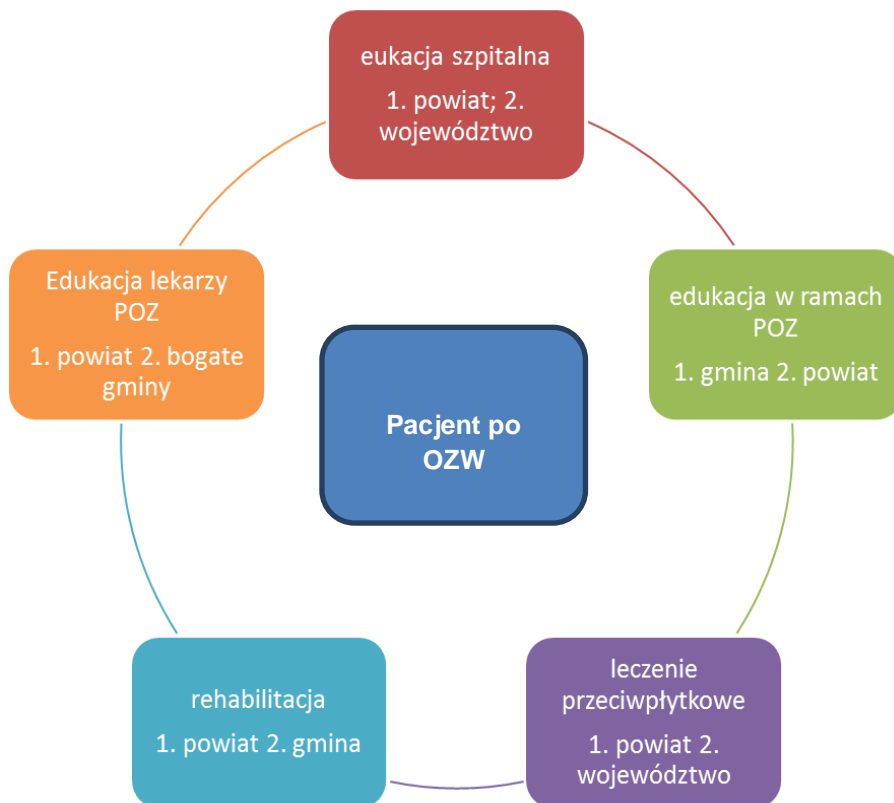 eukacja szpitalna
1. powiat; 2.
województwo
Edukacja lekarzy
POZ
1. powiat 2. bogate
gminy
edukacja w ramach
POZ
1. gmina 2. powiat
Pacjent po
OZW
rehabilitacja
1. powiat 2. gmina
leczenie
przeciwpłytkowe
1. powiat 2.
województwo